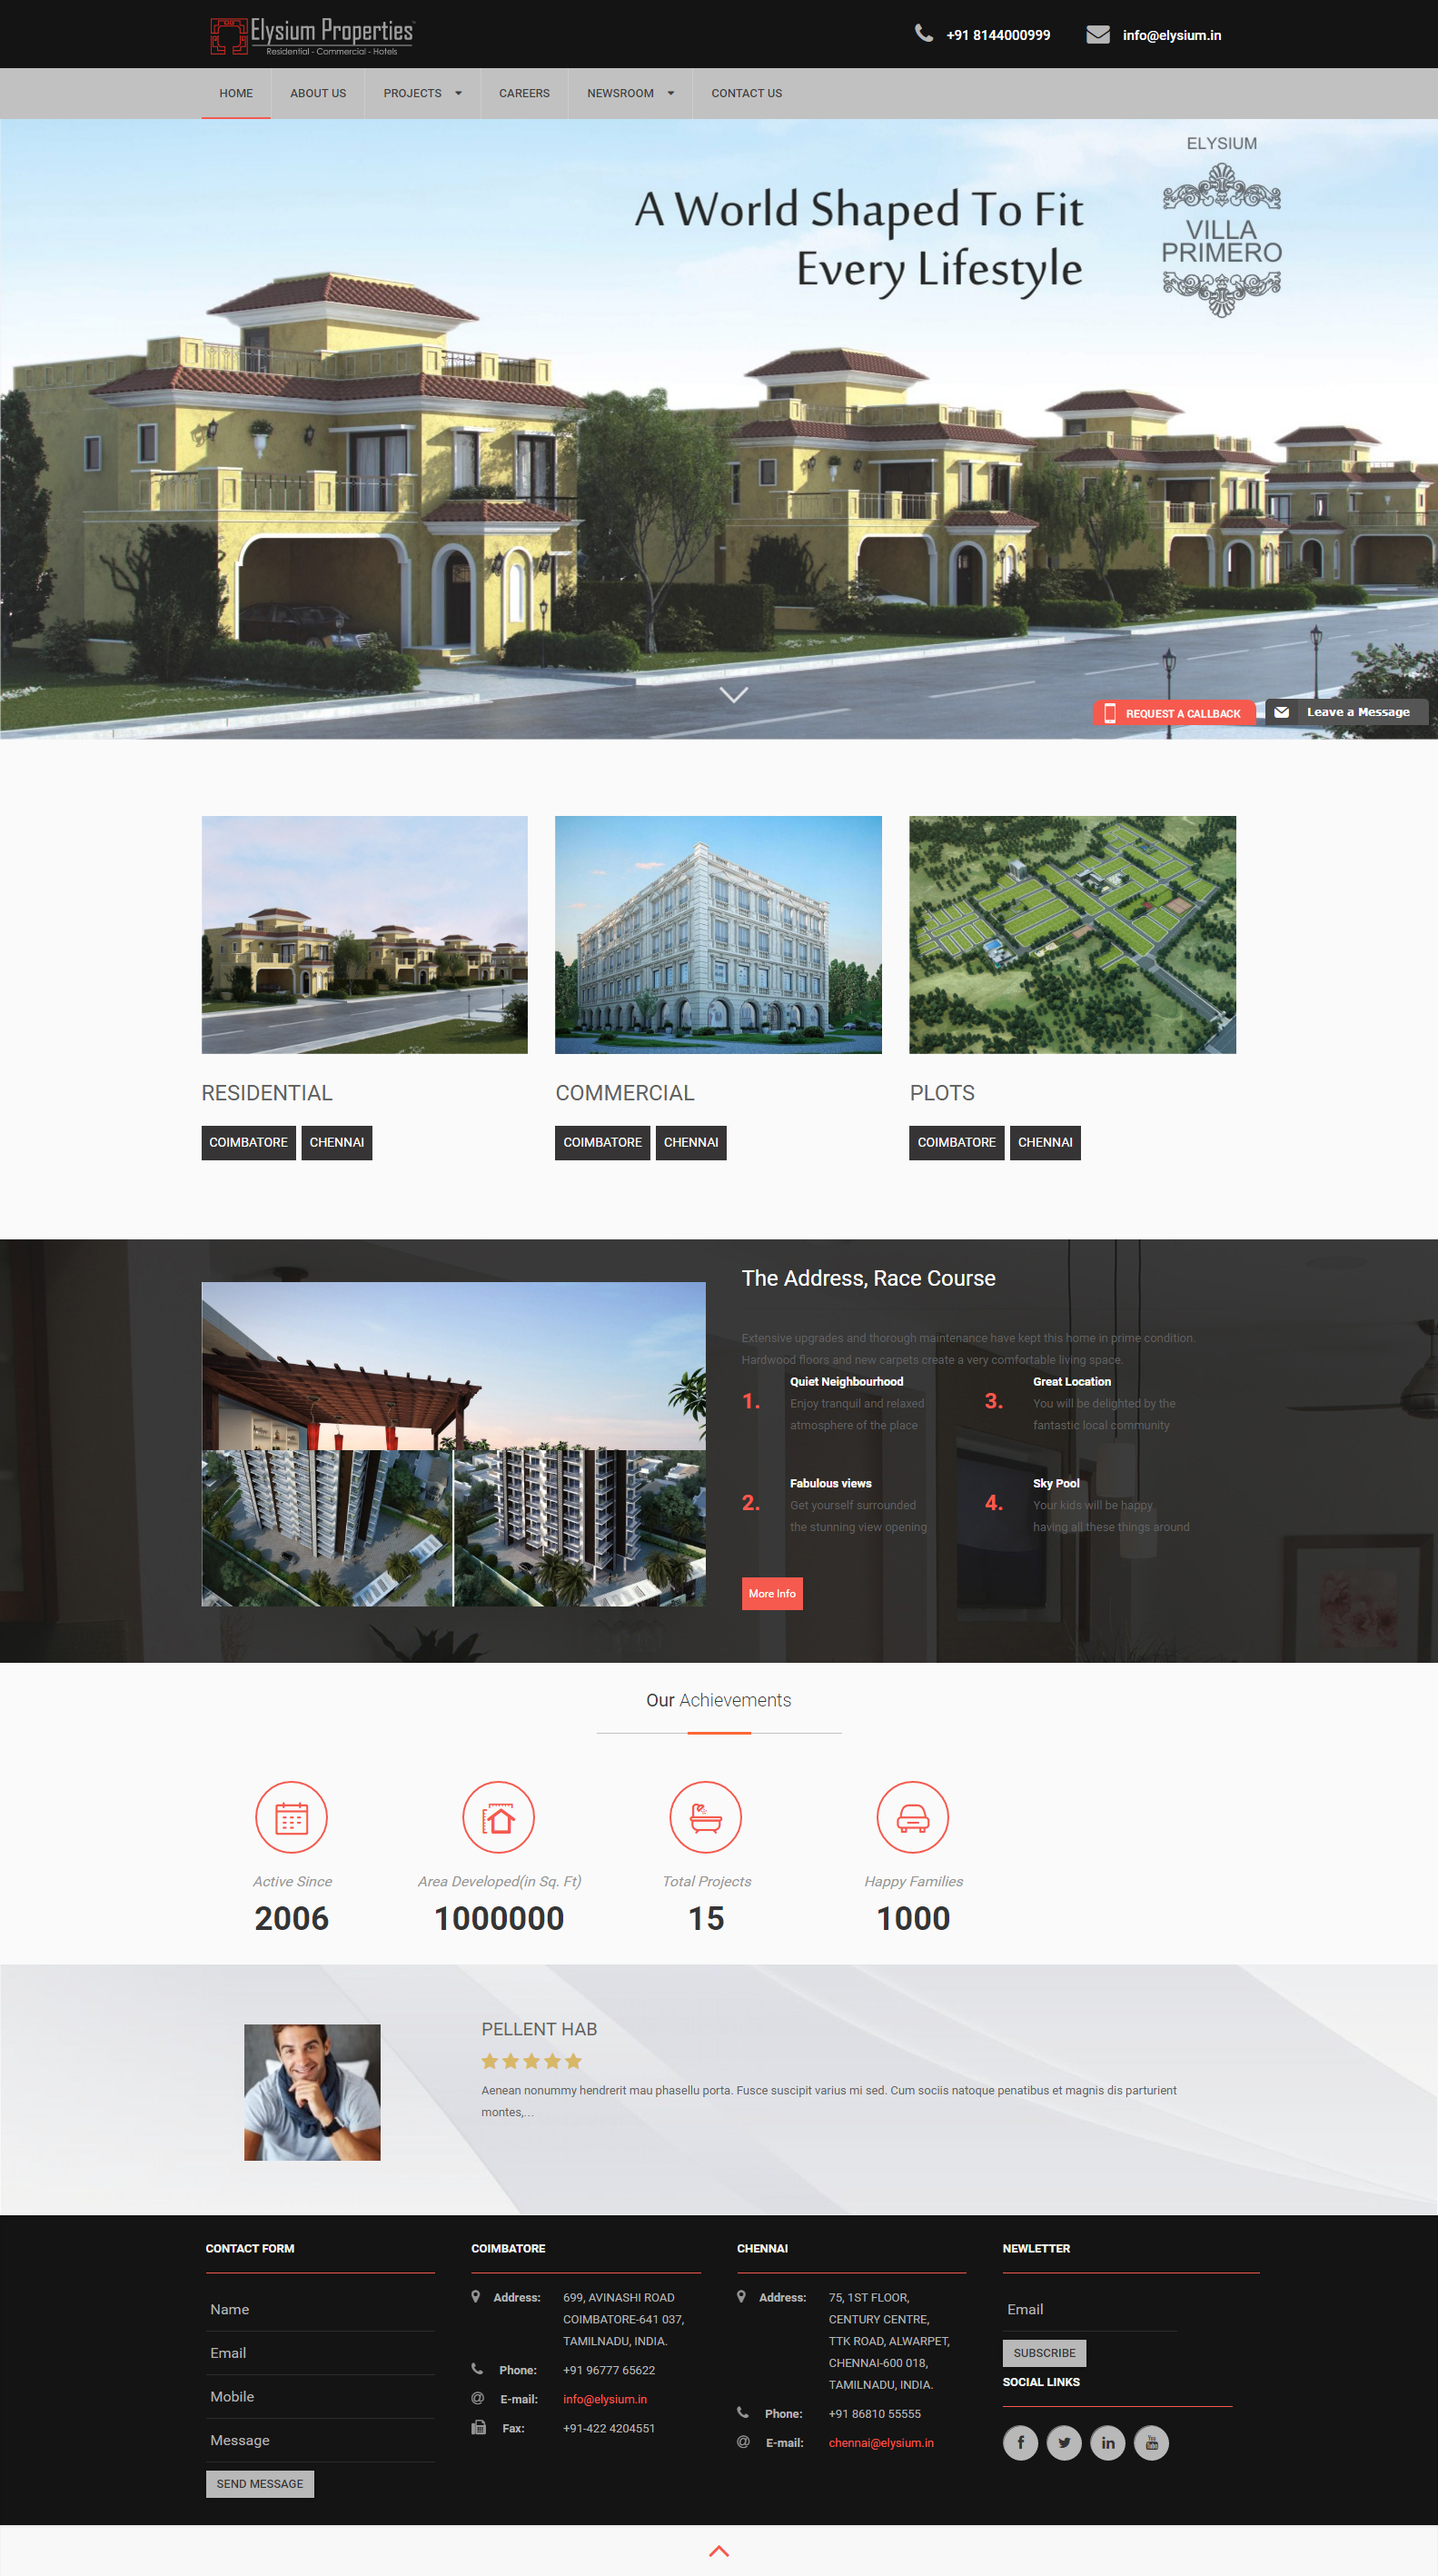 Elysium Properties
Residential - Commercial - Hotels
+91 8144000999
info@elysium.in
HOME
ABOUT US
PROJECTS
CAREERS
NEWSROOM
CONTACT US
ELYSIUM
VILLA
PRIMERO
A World Shaped To Fit
Every Lifestyle
REQUEST A CALLBACK
Leave a Message
RESIDENTIAL
COIMBATORE CHENNAI
COMMERCIAL
COIMBATORE CHENNAI
PLOTS
COIMBATORE CHENNAI
The Address, Race Course
Extensive upgrades and thorough maintenance have kept this home in prime condition.
Hardwood floors and new carpets create a very comfortable living space.
1.
Quiet Neighbourhood
Enjoy tranquil and relaxed
atmosphere of the place
3.
Great Location
You will be delighted by the
fantastic local community
2.
Fabulous views
Get yourself surrounded
the stunning view opening
4.
Sky Pool
Your kids will be happy
having all these things around
More Info
Our Achievements
Active Since
2006
Area Developed(in Sq. Ft)
1000000
Total Projects
15
Happy Families
1000
PELLENT HAB
Aenean nonummy hendrerit mau phasellu porta. Fusce suscipit varius mi sed. Cum sociis natoque penatibus et magnis dis parturient
montes,...
CONTACT FORM
Name
Email
Mobile
Message
SEND MESSAGE
COIMBATORE
Address: 699, AVINASHI ROAD
COIMBATORE-641 037,
TAMILNADU, INDIA.
Phone: +91 96777 65622
E-mail: info@elysium.in
Fax: +91-422 4204551
CHENNAI
Address: 75, 1ST FLOOR,
CENTURY CENTRE,
TTK ROAD, ALWARPET,
CHENNAI-600 018,
TAMILNADU, INDIA.
Phone: +91 86810 55555
E-mail: chennai@elysium.in
NEWLETTER
Email
SUBSCRIBE
SOCIAL LINKS